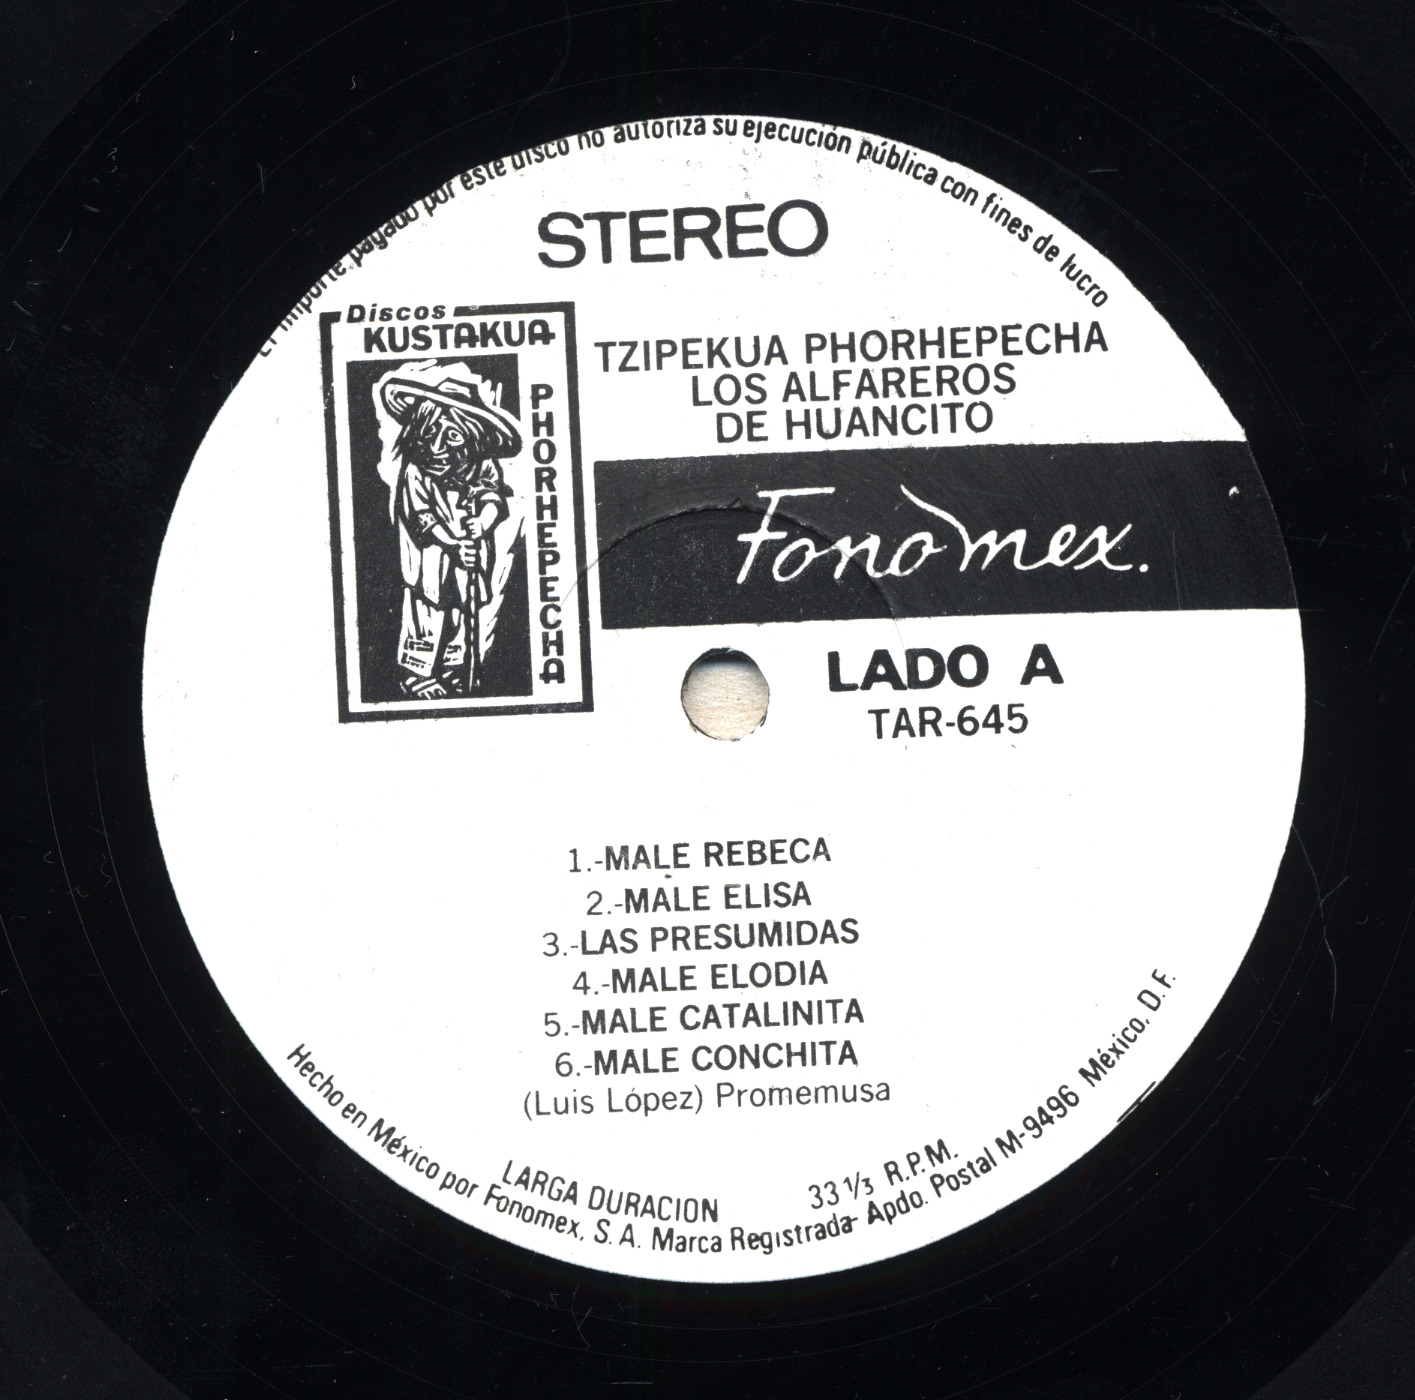 El importe pagado por este disco no autoriza su ejecución pública con fines de lucro
STEREO
Discos
KUSTAKUA
PHORHEPECHA
TZIPEKUA PHORHEPECHA
LOS ALFAREROS
DE HUANCITO
Fonomex.
LADO A
TAR-645
1.-MALE REBECA
2.-MALE ELISA
3.-LAS PRESUMIDAS
4.-MALE ELODIA
5.-MALE CATALINITA
6.-MALE CONCHITA
(Luis López) Promemusa
LARGA DURACION 33 1/3 R.P.M.
Hecho en México por Fonomex, S.A. Marca Registrada- Apdo. Postal M-9496 México, D.F.